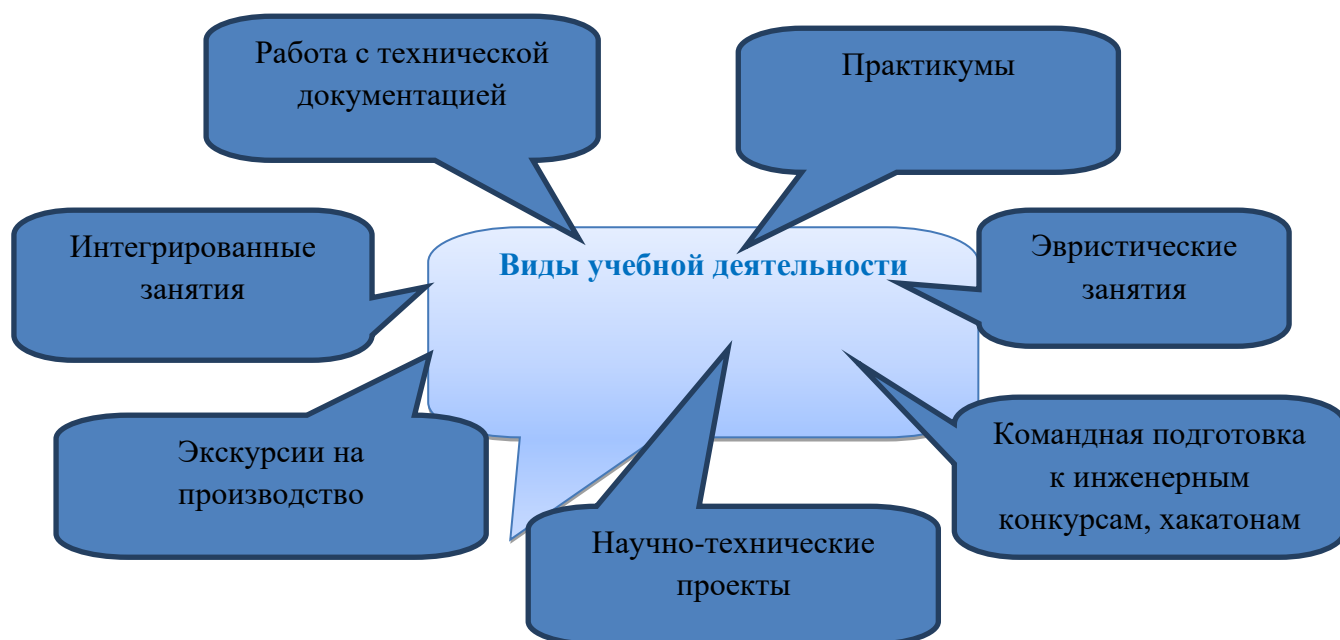 Работа с технической
документацией
Практикумы
Интегрированные
занятия
Виды учебной деятельности
Эвристические
занятия
Экскурсии на
производство
Командная подготовка
к инженерным
конкурсам, хакатонам
Научно-технические
проекты